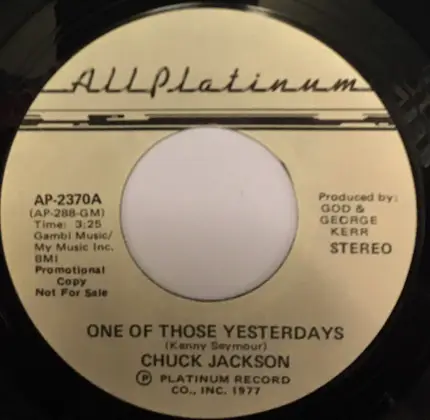 All Platinum
AP-2370A
(AP-288-GM)
Time: 3:25
Gambi Music/
My Music Inc.
BMI
Promotional
Copy
Not For Sale
Produced by:
GOD &
GEORGE
KERR
STEREO
ONE OF THOSE YESTERDAYS
(Kenny Seymour)
CHUCK JACKSON
Ⓟ PLATINUM RECORD
CO., INC. 1977